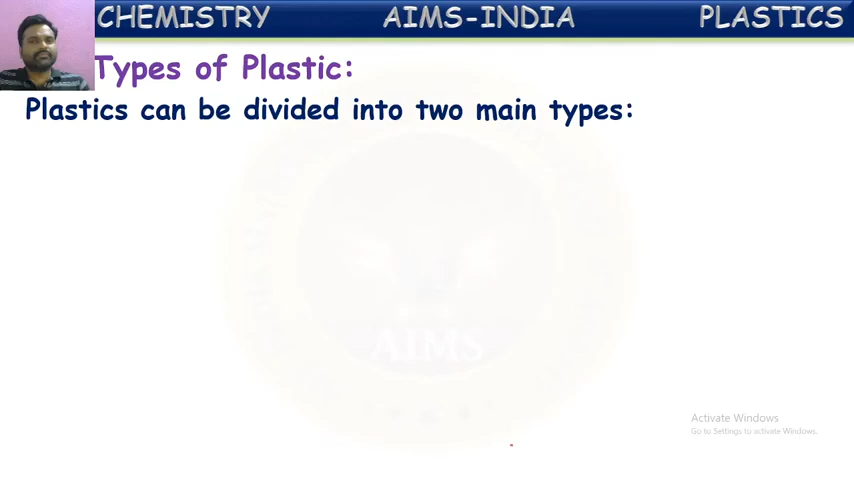 CHEMISTRY AIMS-INDIA PLASTICS
Types of Plastic:
Plastics can be divided into two main types:
AIMS
Activate Windows
Go to Settings to activate Windows.